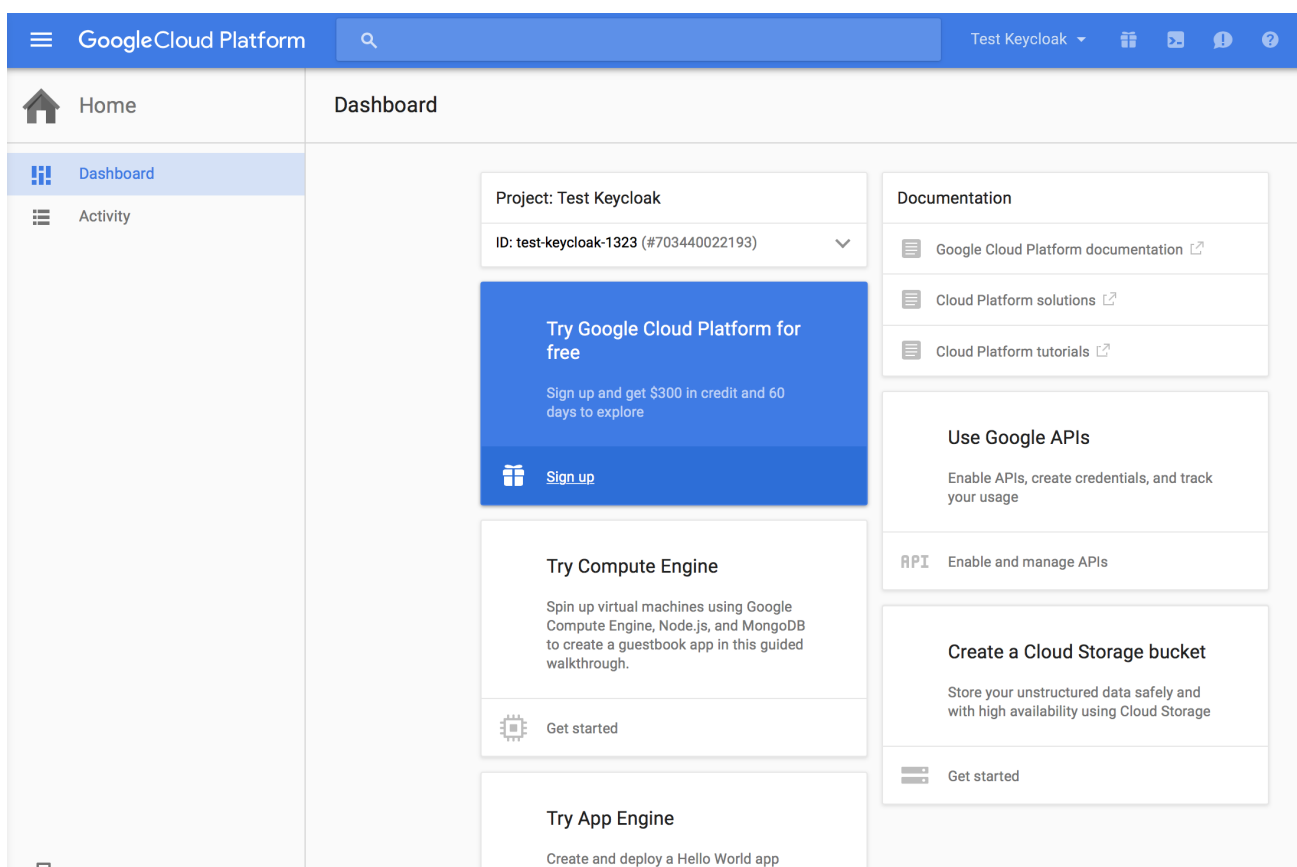 GoogleCloud Platform
Test Keycloak
Home
Dashboard
Dashboard
Activity
Project: Test Keycloak
ID: test-keycloak-1323 (#703440022193)
Try Google Cloud Platform for
free
Sign up and get $300 in credit and 60
days to explore
Sign up
Try Compute Engine
Spin up virtual machines using Google
Compute Engine, Node.js, and MongoDB
to create a guestbook app in this guided
walkthrough.
Get started
Try App Engine
Create and deploy a Hello World app
Documentation
Google Cloud Platform documentation
Cloud Platform solutions
Cloud Platform tutorials
Use Google APIs
Enable APIs, create credentials, and track
your usage
API Enable and manage APIs
Create a Cloud Storage bucket
Store your unstructured data safely and
with high availability using Cloud Storage
Get started